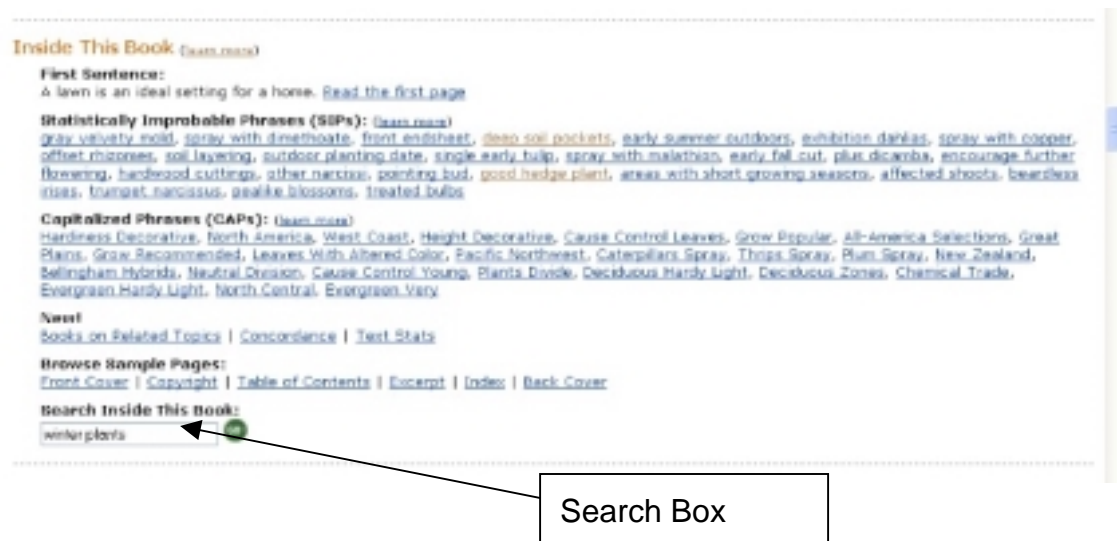 Inside This Book (learn more)
First Sentence:
A lawn is an ideal setting for a home. Read the first page
Statistically Improbable Phrases (SIPs): (learn more)
gray velvety mold, spray with dimethoate, front endsheet, deep soil pockets, early summer outdoors, exhibition dahlias, spray with copper,
offset rhizomes, soil layering, outdoor planting date, single early tulip, spray with malathion, early fall cut, plus dicamba, encourage further
flowering, hardwood cuttings, other narcissi, pointing bud, good hedge plant, areas with short growing seasons, affected shoots, beardless
irises, trumpet narcissus, pealike blossoms, treated bulbs
Capitalized Phrases (CAPs): (learn more)
Hardiness Decorative, North America, West Coast, Height Decorative, Cause Control Leaves, Grow Popular, All-America Selections, Great
Plains, Grow Recommended, Leaves With Altered Color, Pacific Northwest, Caterpillars Spray, Thrips Spray, Plum Spray, New Zealand,
Bellingham Hybrids, Neutral Division, Cause Control Young, Plants Divide, Deciduous Hardy Light, Deciduous Zones, Chemical Trade,
Evergreen Hardy Light, North Central, Evergreen Very
New!
Books on Related Topics | Concordance | Text Stats
Browse Sample Pages:
Front Cover | Copyright | Table of Contents | Excerpt | Index | Back Cover
Search Inside This Book:
winter plants
Search Box